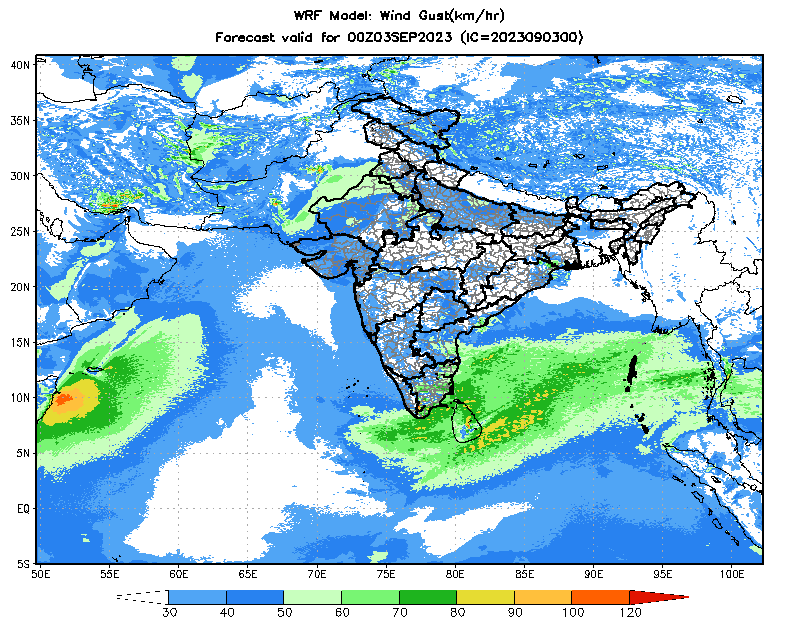 WRF Model: Wind Gust(km/hr)
Forecast valid for 00Z03SEP2023 (IC=2023090300)
40N
35N
30N
25N
20N
15N
10N
5N
EQ
5S
50E 55E 60E 65E 70E 75E 80E 85E 90E 95E 100E
30 40 50 60 70 80 90 100 120